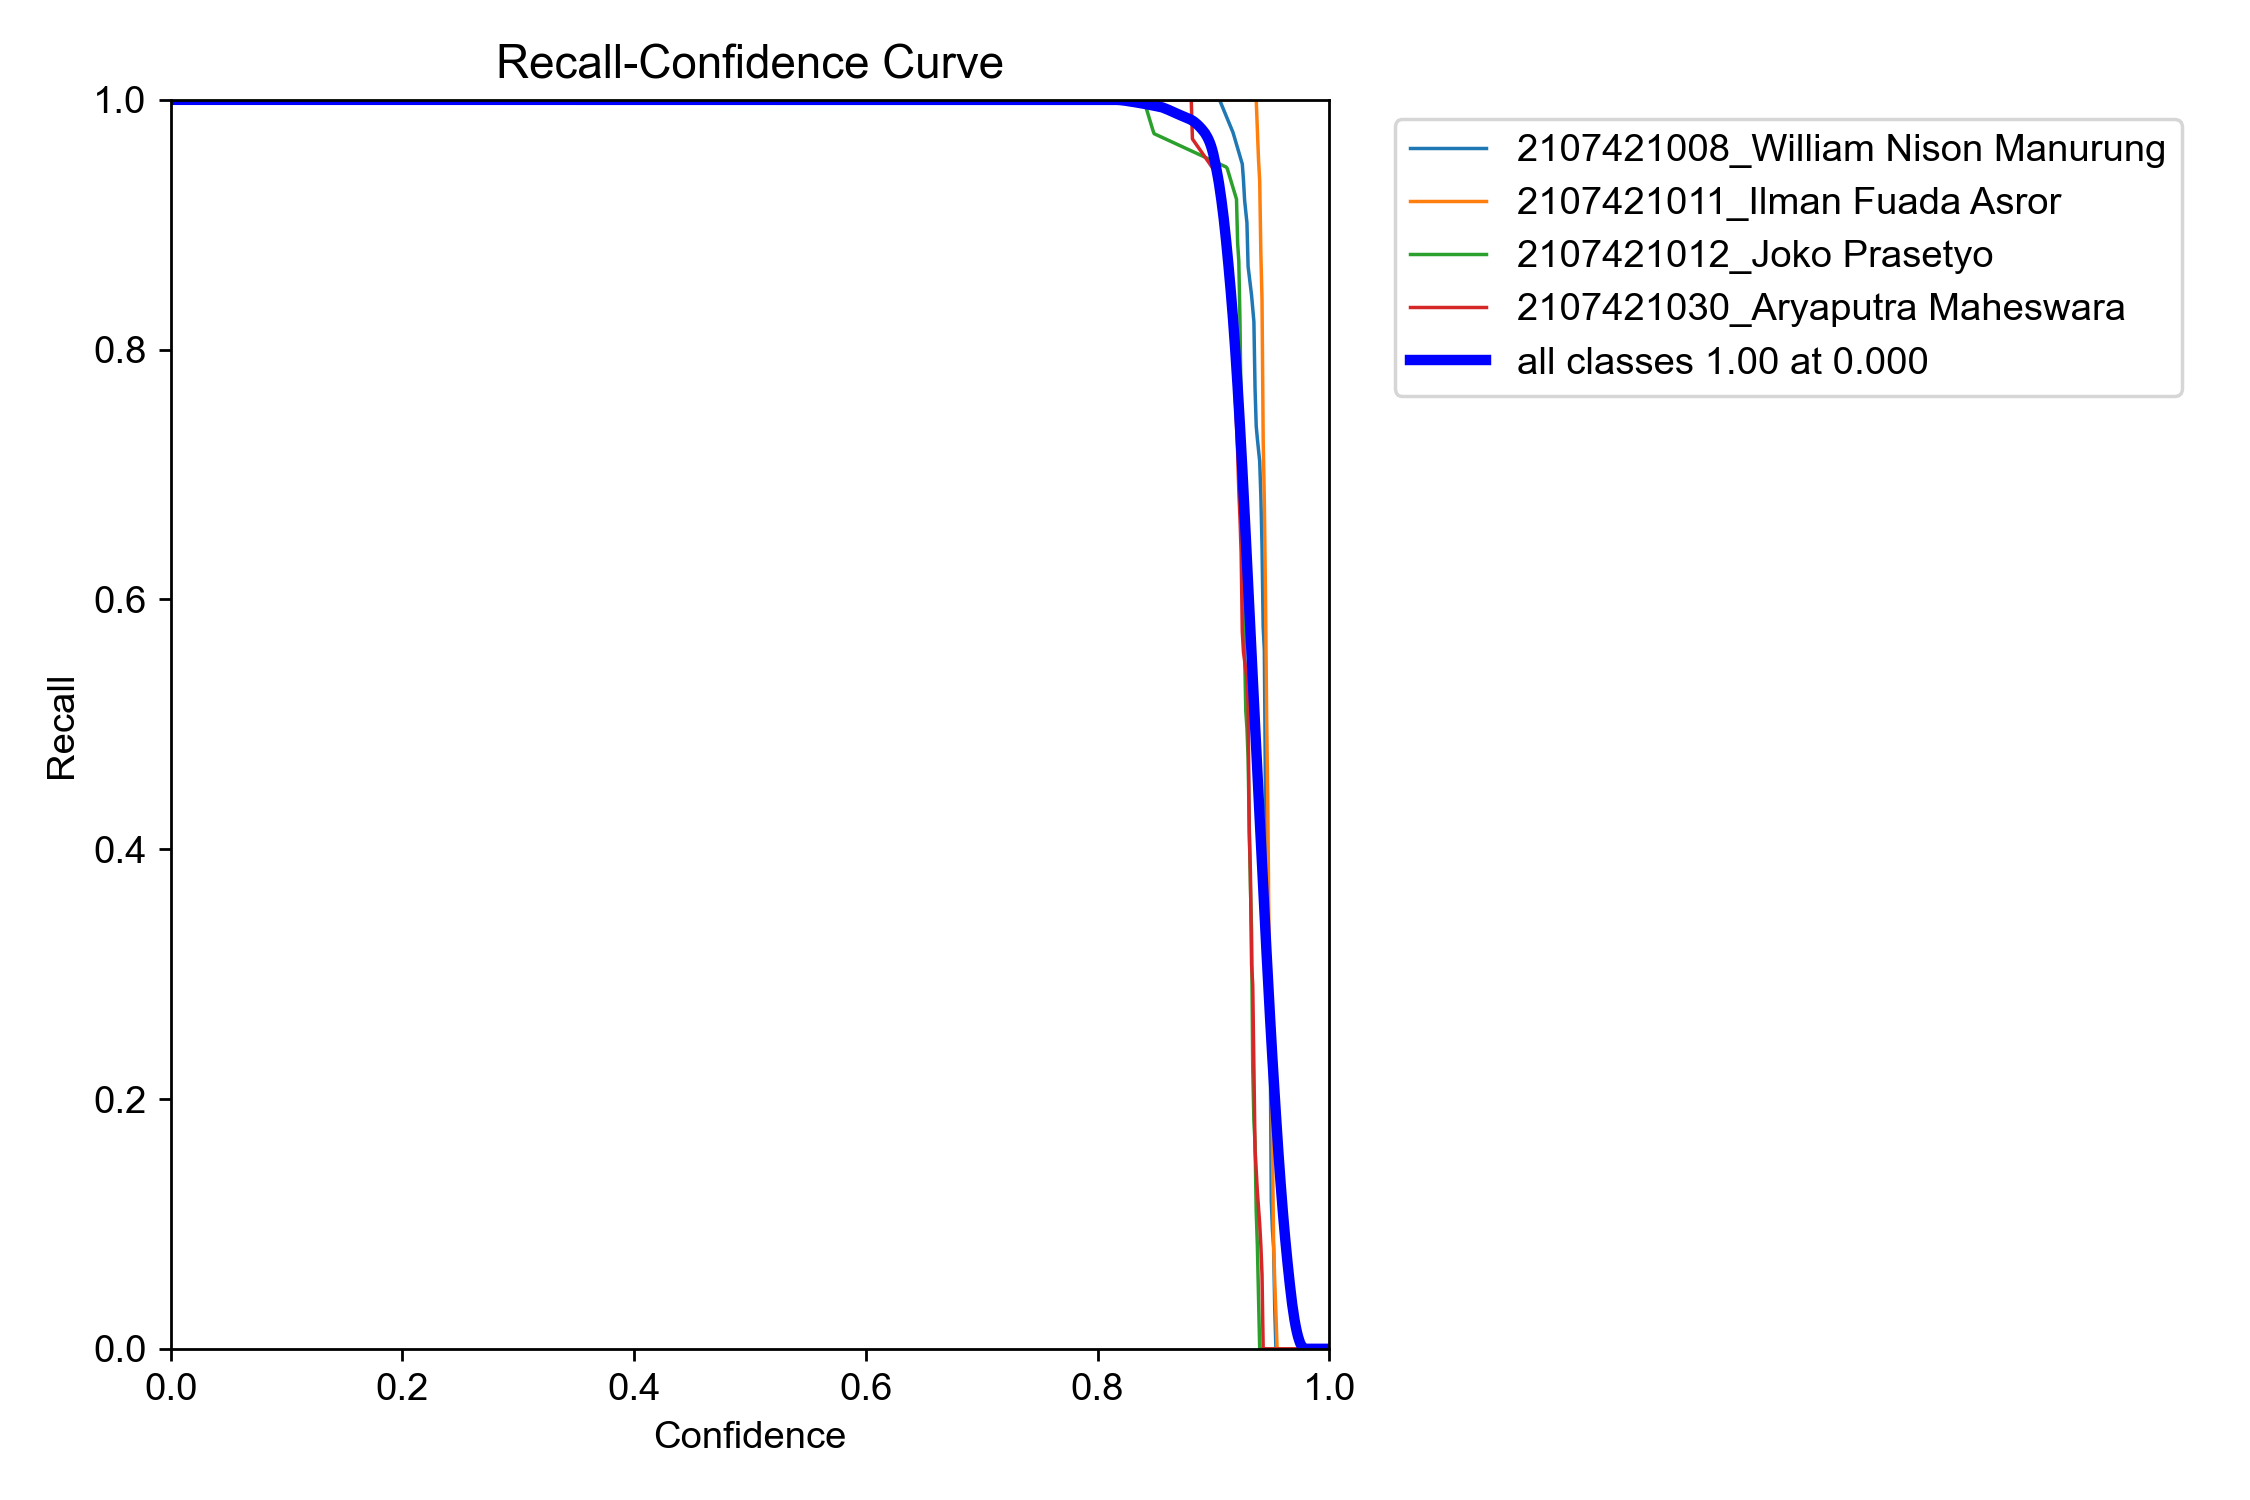 Recall-Confidence Curve
1.0
0.8
0.6
0.4
0.2
0.0
Recall
0.0 0.2 0.4 0.6 0.8 1.0
Confidence
2107421008_William Nison Manurung
2107421011_Ilman Fuada Asror
2107421012_Joko Prasetyo
2107421030_Aryaputra Maheswara
all classes 1.00 at 0.000